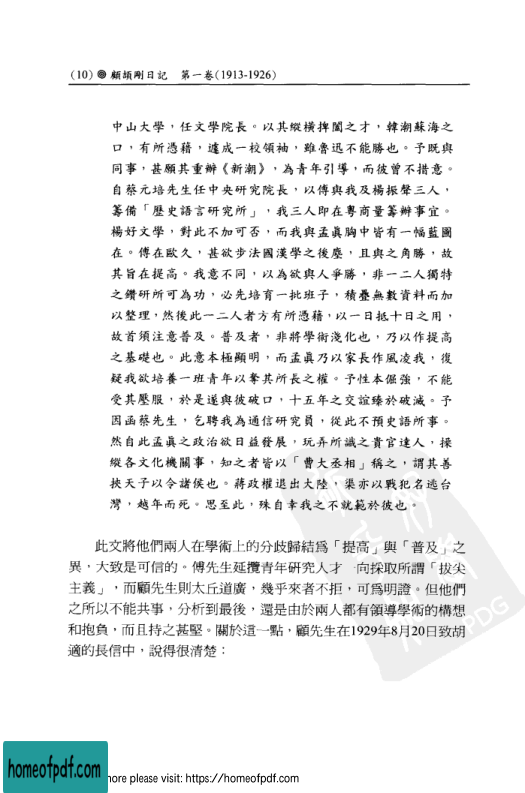 (10) ◎ 顧頡剛日記　第一卷(1913-1926)
中山大學，任文學院長。以其縱橫捭闔之才，韓潮蘇海之
口，有所憑藉，遽成一校領袖，雖魯迅不能勝也。予既與
同事，甚願其重辦《新潮》，為青年引導，而彼曾不措意。
自蔡元培先生任中央研究院長，以傅與我及楊振聲三人，
籌備「歷史語言研究所」，我三人即在粵商量籌辦事宜。
楊好文學，對此不加可否，而我與孟真胸中皆有一幅藍圖
在。傅在歐久，甚欲步法國漢學之後塵，且與之角勝，故
其旨在提高。我意不同，以為欲與人爭勝，非一二人獨特
之鑽研所可為功，必先培育一批班子，積疊無數資料而加
以整理，然後此一二人者方有所憑藉，以一日抵十日之用，
故首須注意普及。普及者，非將學術淺化也，乃以作提高
之基礎也。此意本極顯明，而孟真乃以家長作風凌我，復
疑我欲培養一班青年以奪其所長之權。予性本倔強，不能
受其壓服，於是遂與彼破口，十五年之交誼臻於破滅。予
因函蔡先生，乞聘我為通信研究員，從此不預史語所事。
然自此孟真之政治欲日益發展，玩弄所識之貴官達人，操
縱各文化機關事，知之者皆以「曹大丞相」稱之，謂其善
挾天子以令諸侯也。蔣政權退出大陸，渠亦以戰犯名逃台
灣，越年而死。思至此，殊自幸我之不就範於彼也。
此文將他們兩人在學術上的分歧歸結為「提高」與「普及」之
異，大致是可信的。傅先生延攬青年研究人才　向採取所謂「拔尖
主義」，而顧先生則太丘道廣，幾乎來者不拒，可為明證。但他們
之所以不能共事，分析到最後，還是由於兩人都有領導學術的構想
和抱負，而且持之甚堅。關於這一點，顧先生在1929年8月20日致胡
適的長信中，說得很清楚：
PDG
homeofpdf.com
more please visit: https://homeofpdf.com